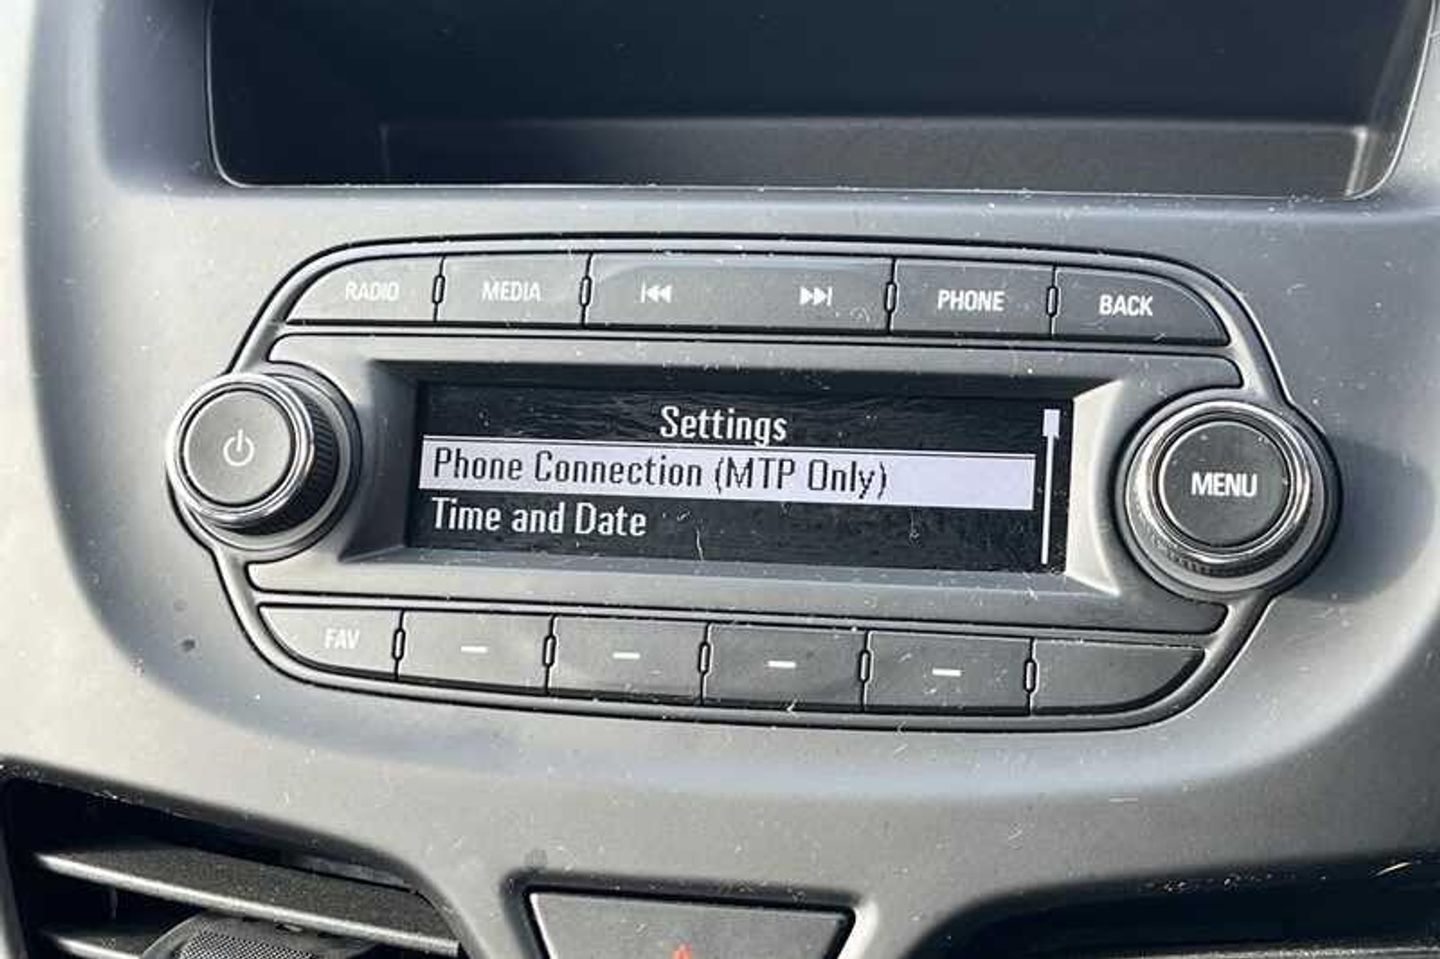 RADIO MEDIA PHONE BACK
Settings
Phone Connection (MTP Only)
Time and Date
MENU
FAV